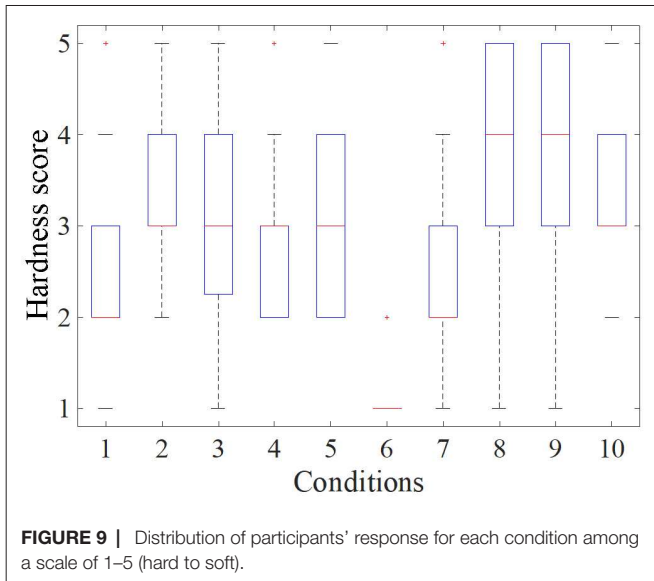 5
4
3
2
1
Hardness score
1 2 3 4 5 6 7 8 9 10
Conditions
FIGURE 9 | Distribution of participants' response for each condition among
a scale of 1–5 (hard to soft).